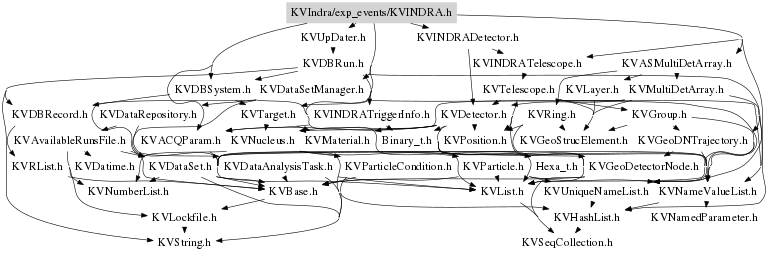 KVIndra/exp_events/KVINDRA.h
KVUpDater.h KVINDRADetector.h
KVDBRun.h KVINDRATelescope.h KVASMultiDetArray.h
KVDBSystem.h KVDataSetManager.h KVTelescope.h KVLayer.h KVMultiDetArray.h
KVDBRecord.h KVDataRepository.h KVTarget.h KVINDRATriggerInfo.h KVDetector.h KVRing.h KVGroup.h
KVAvailableRunsFile.h KVACQParam.h KVNucleus.h KVMaterial.h Binary_t.h KVPosition.h KVGeoStrucElement.h KVGeoDNTrajectory.h
KVRList.h KVDatime.h KVDataSet.h KVDataAnalysisTask.h KVParticleCondition.h KVParticle.h Hexa_t.h KVGeoDetectorNode.h
KVNumberList.h KVBase.h KVList.h KVUniqueNameList.h KVNameValueList.h
KVLockfile.h KVHashList.h KVNamedParameter.h
KVString.h KVSeqCollection.h